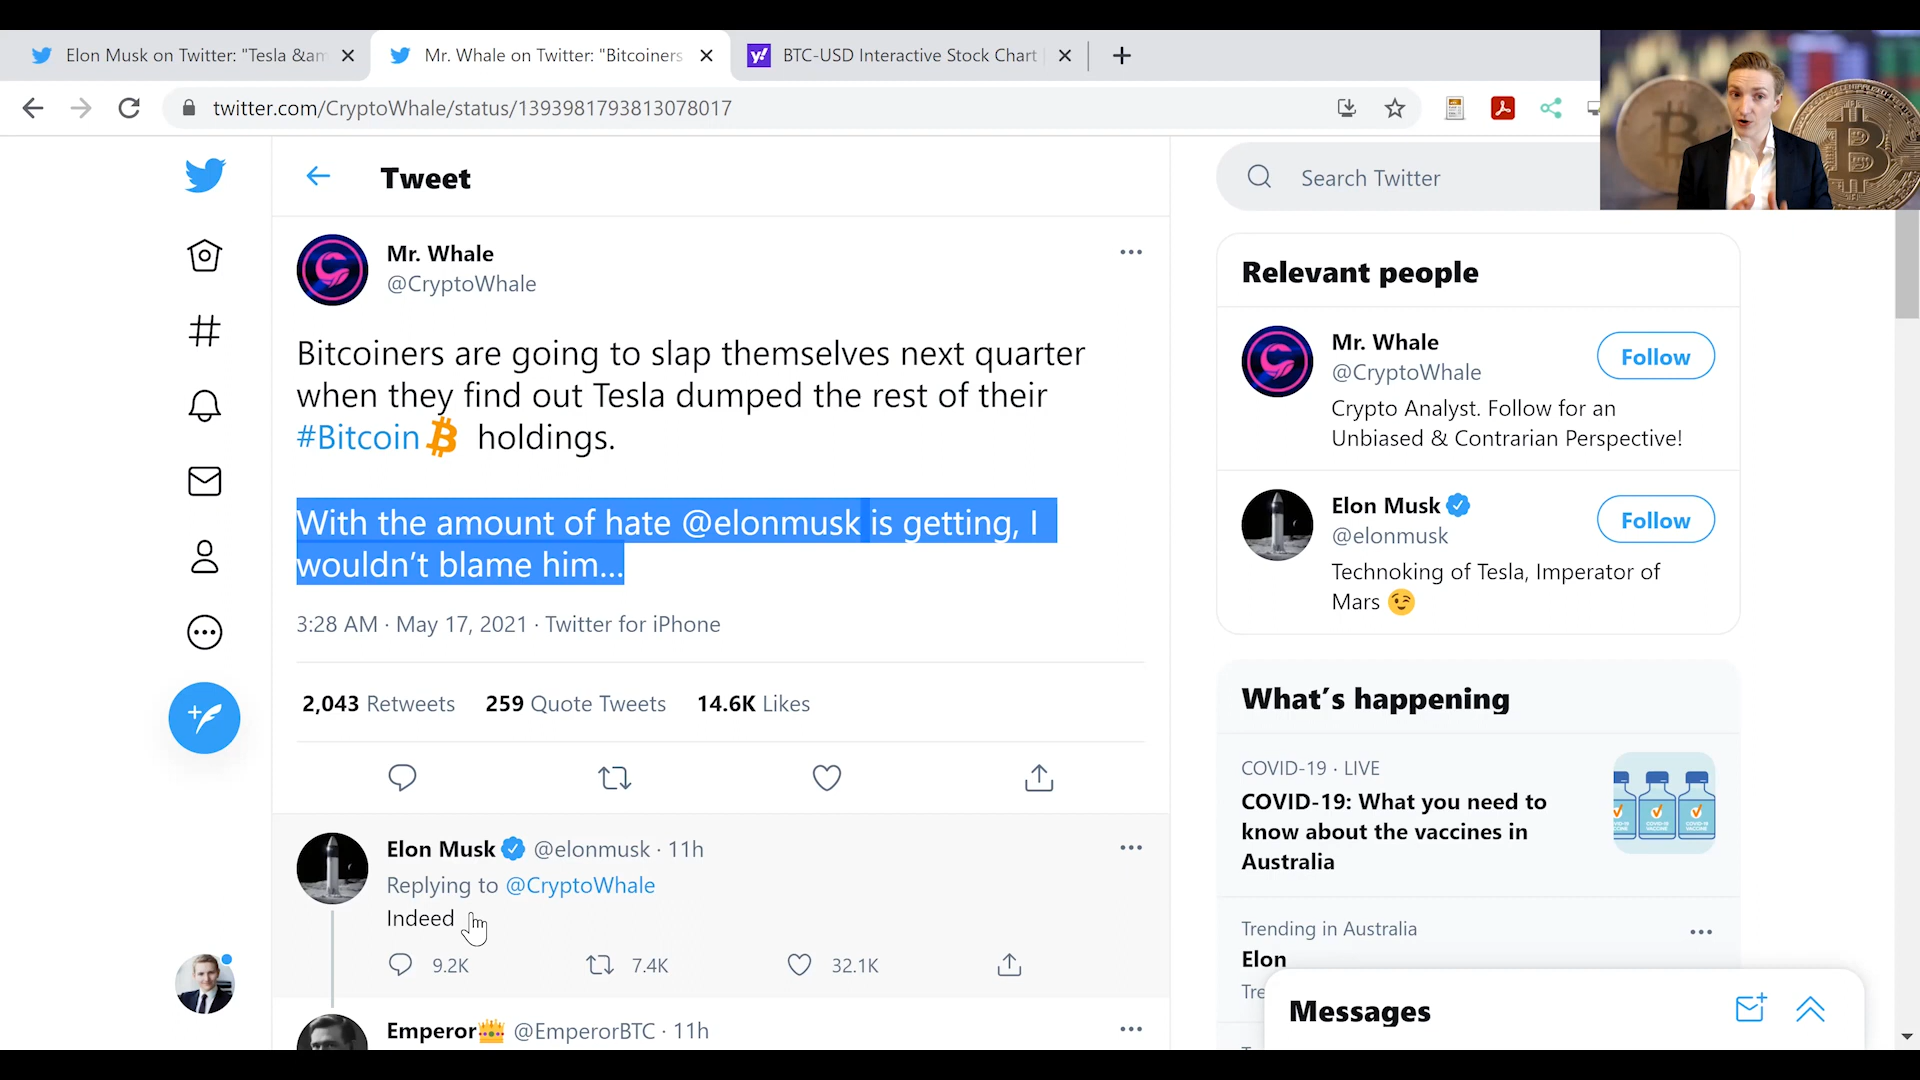 Elon Musk on Twitter: "Tesla &am
Mr. Whale on Twitter: "Bitcoiners
BTC-USD Interactive Stock Chart
twitter.com/CryptoWhale/status/1393981793813078017
Tweet
Search Twitter
Mr. Whale
@CryptoWhale
Bitcoiners are going to slap themselves next quarter
when they find out Tesla dumped the rest of their
#Bitcoin holdings.
With the amount of hate @elonmusk is getting, I
wouldn't blame him...
3:28 AM · May 17, 2021 · Twitter for iPhone
2,043 Retweets 259 Quote Tweets 14.6K Likes
Elon Musk @elonmusk · 11h
Replying to @CryptoWhale
Indeed
9.2K 7.4K 32.1K
Emperor @EmperorBTC · 11h
Relevant people
Mr. Whale
@CryptoWhale
Follow
Crypto Analyst. Follow for an
Unbiased & Contrarian Perspective!
Elon Musk
@elonmusk
Follow
Technoking of Tesla, Imperator of
Mars 😉
What's happening
COVID-19 · LIVE
COVID-19: What you need to
know about the vaccines in
Australia
Trending in Australia
Elon
Messages